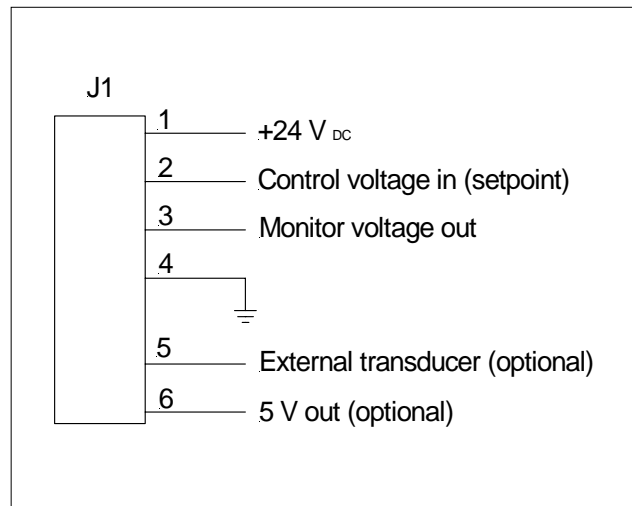 J1
1 +24 V DC
2 Control voltage in (setpoint)
3 Monitor voltage out
4
5 External transducer (optional)
6 5 V out (optional)